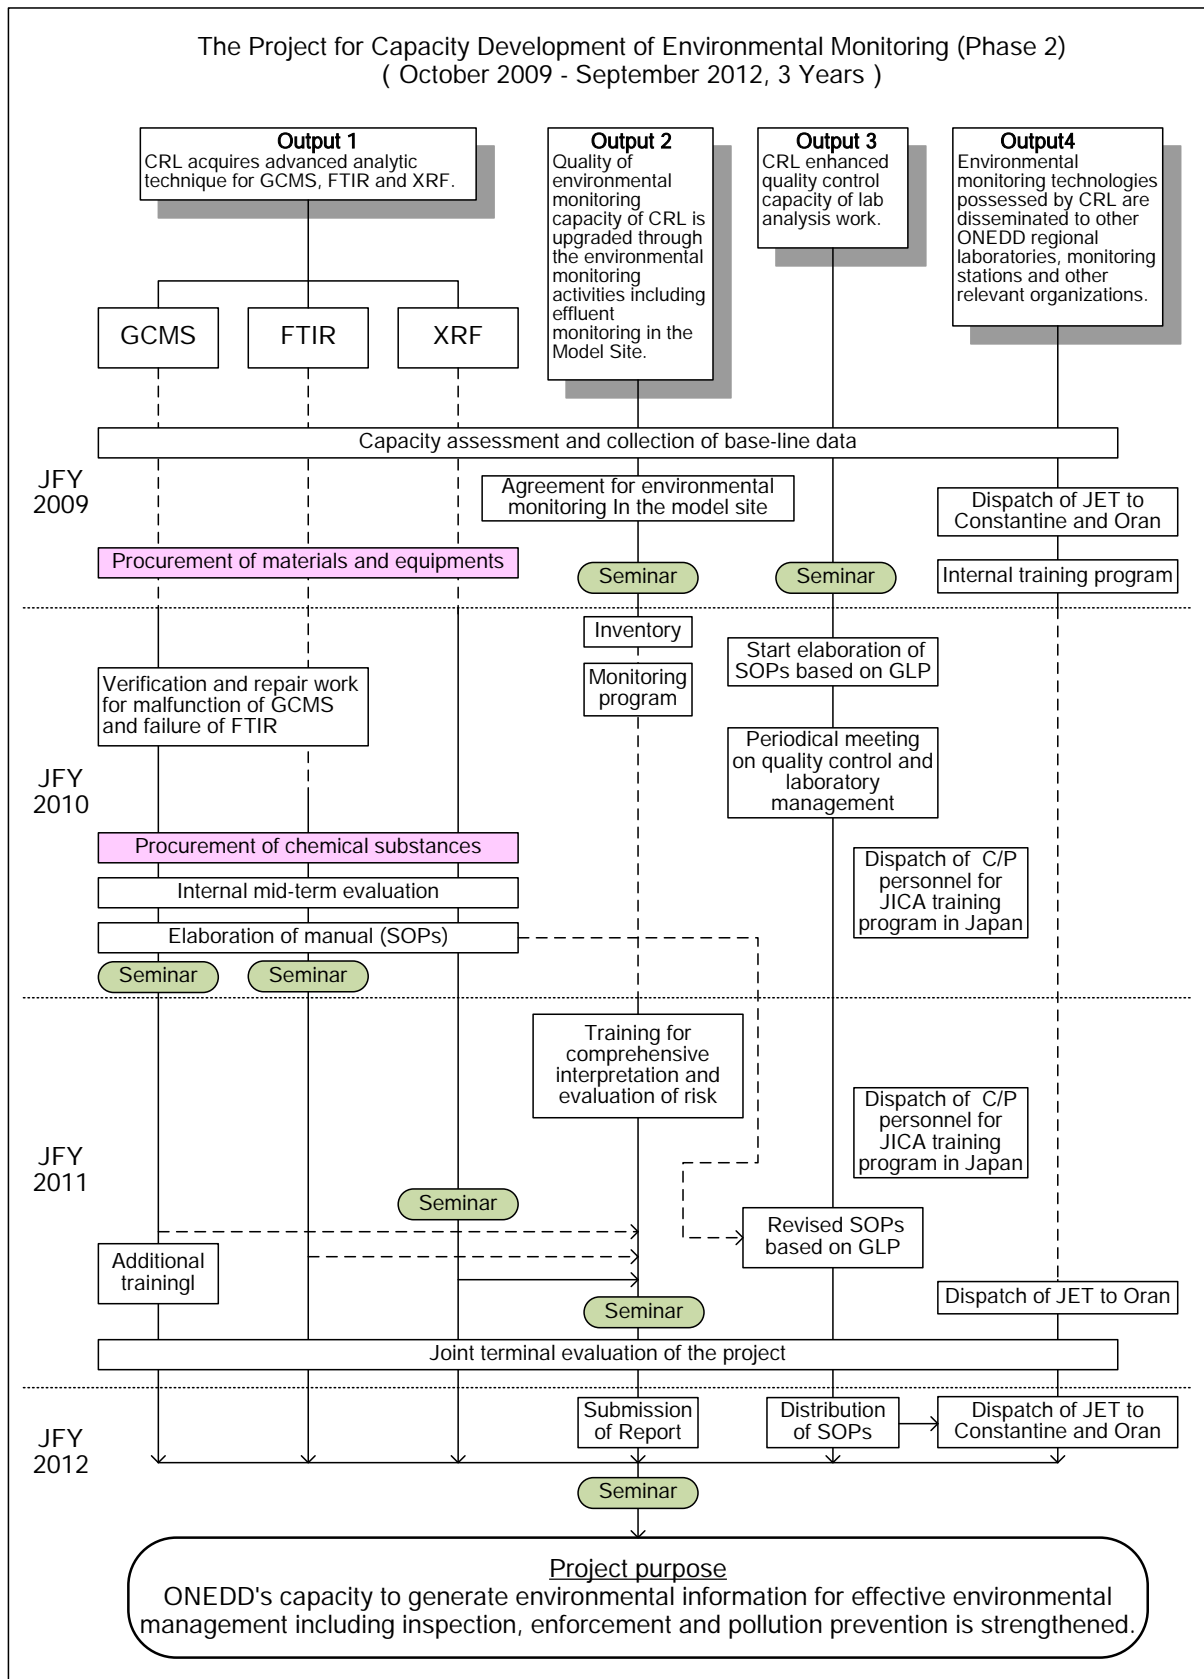 The Project for Capacity Development of Environmental Monitoring (Phase 2)
( October 2009 - September 2012, 3 Years )
Output 1
CRL acquires advanced analytic
technique for GCMS, FTIR and XRF.
Output 2
Quality of
environmental
monitoring
capacity of CRL is
upgraded through
the environmental
monitoring
activities including
effluent
monitoring in the
Model Site.
Output 3
CRL enhanced
quality control
capacity of lab
analysis work.
Output4
Environmental
monitoring technologies
possessed by CRL are
disseminated to other
ONEDD regional
laboratories, monitoring
stations and other
relevant organizations.
GCMS
FTIR
XRF
Capacity assessment and collection of base-line data
JFY
2009
Agreement for environmental
monitoring In the model site
Dispatch of JET to
Constantine and Oran
Procurement of materials and equipments
Seminar
Seminar
Internal training program
Inventory
Start elaboration of
SOPs based on GLP
Verification and repair work
for malfunction of GCMS
and failure of FTIR
Monitoring
program
Periodical meeting
on quality control and
laboratory
management
JFY
2010
Procurement of chemical substances
Internal mid-term evaluation
Dispatch of C/P
personnel for
JICA training
program in Japan
Elaboration of manual (SOPs)
Seminar
Seminar
Training for
comprehensive
interpretation and
evaluation of risk
Dispatch of C/P
personnel for
JICA training
program in Japan
JFY
2011
Seminar
Revised SOPs
based on GLP
Additional
trainingl
Seminar
Dispatch of JET to Oran
Joint terminal evaluation of the project
JFY
2012
Submission
of Report
Distribution
of SOPs
Dispatch of JET to
Constantine and Oran
Seminar
Project purpose
ONEDD's capacity to generate environmental information for effective environmental
management including inspection, enforcement and pollution prevention is strengthened.